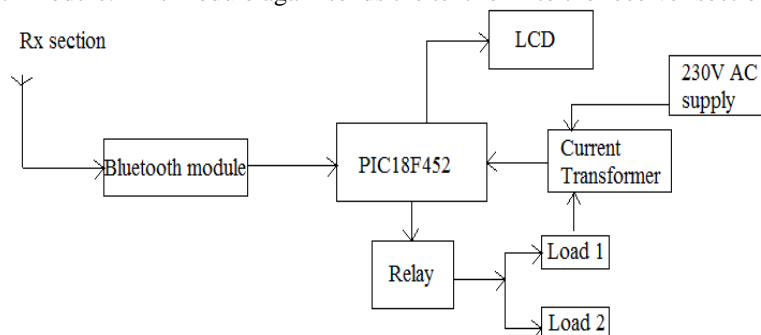 Rx section
LCD
230V AC
supply
Bluetooth module
PIC18F452
Current
Transformer
Relay
Load 1
Load 2